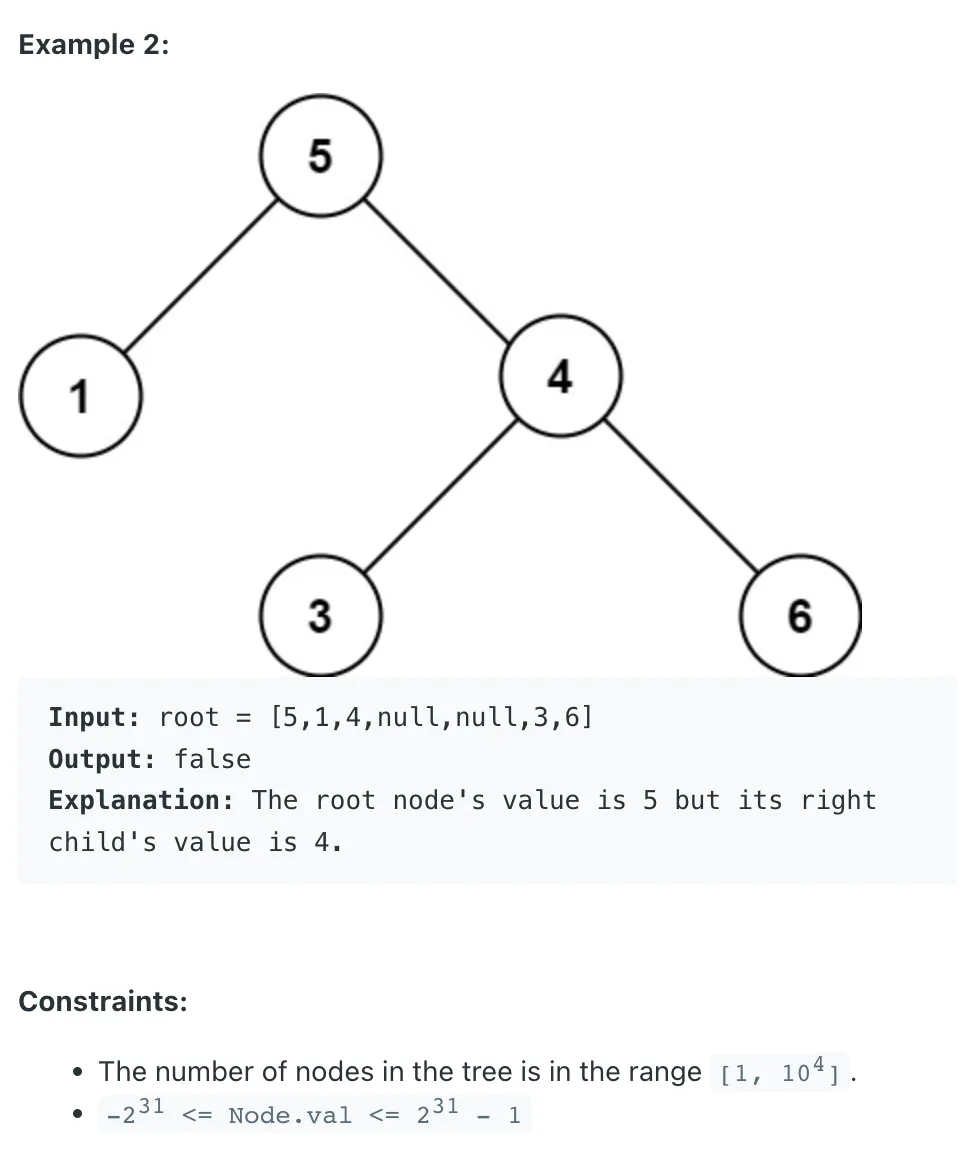 Example 2:
5
1
4
3
6
Input: root = [5,1,4,null,null,3,6]
Output: false
Explanation: The root node's value is 5 but its right
child's value is 4.
Constraints:
• The number of nodes in the tree is in the range [1, 10⁴].
• -2³¹ <= Node.val <= 2³¹ - 1